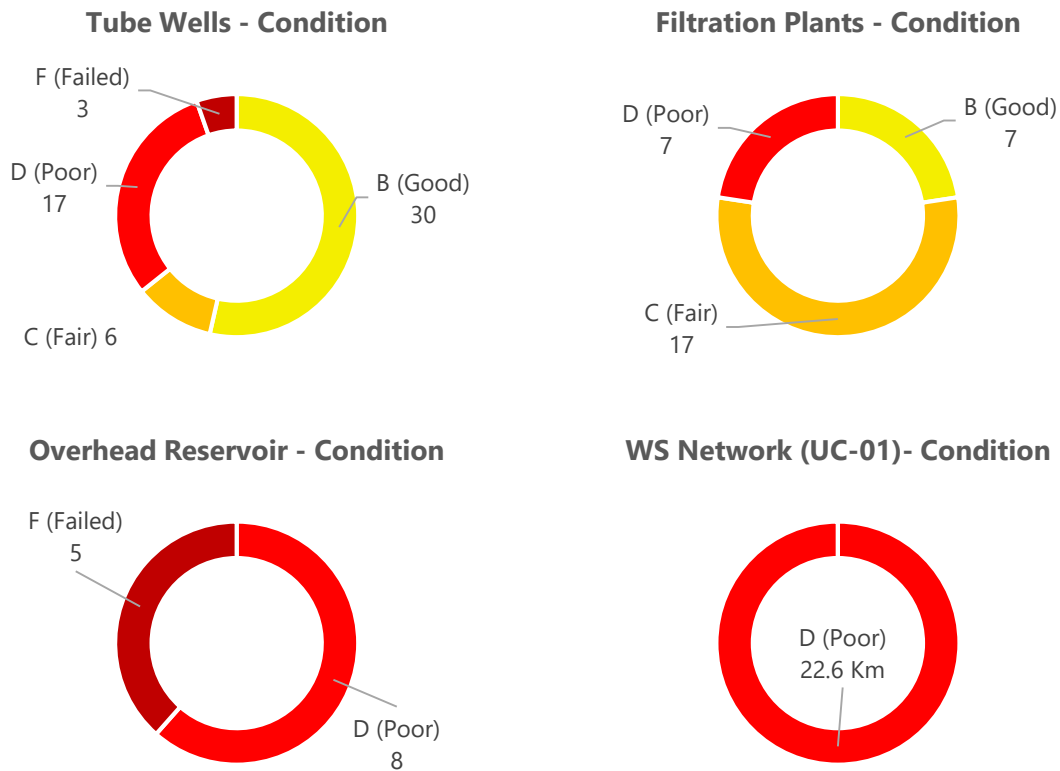 Tube Wells - Condition
F (Failed)
3
D (Poor)
17
B (Good)
30
C (Fair) 6
Filtration Plants - Condition
D (Poor)
7
B (Good)
7
C (Fair)
17
Overhead Reservoir - Condition
F (Failed)
5
D (Poor)
8
WS Network (UC-01)- Condition
D (Poor)
22.6 Km